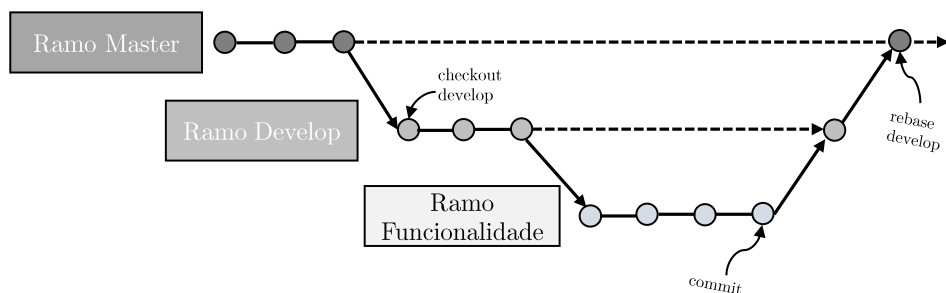 Ramo Master
checkout
develop
Ramo Develop
rebase
develop
Ramo
Funcionalidade
commit